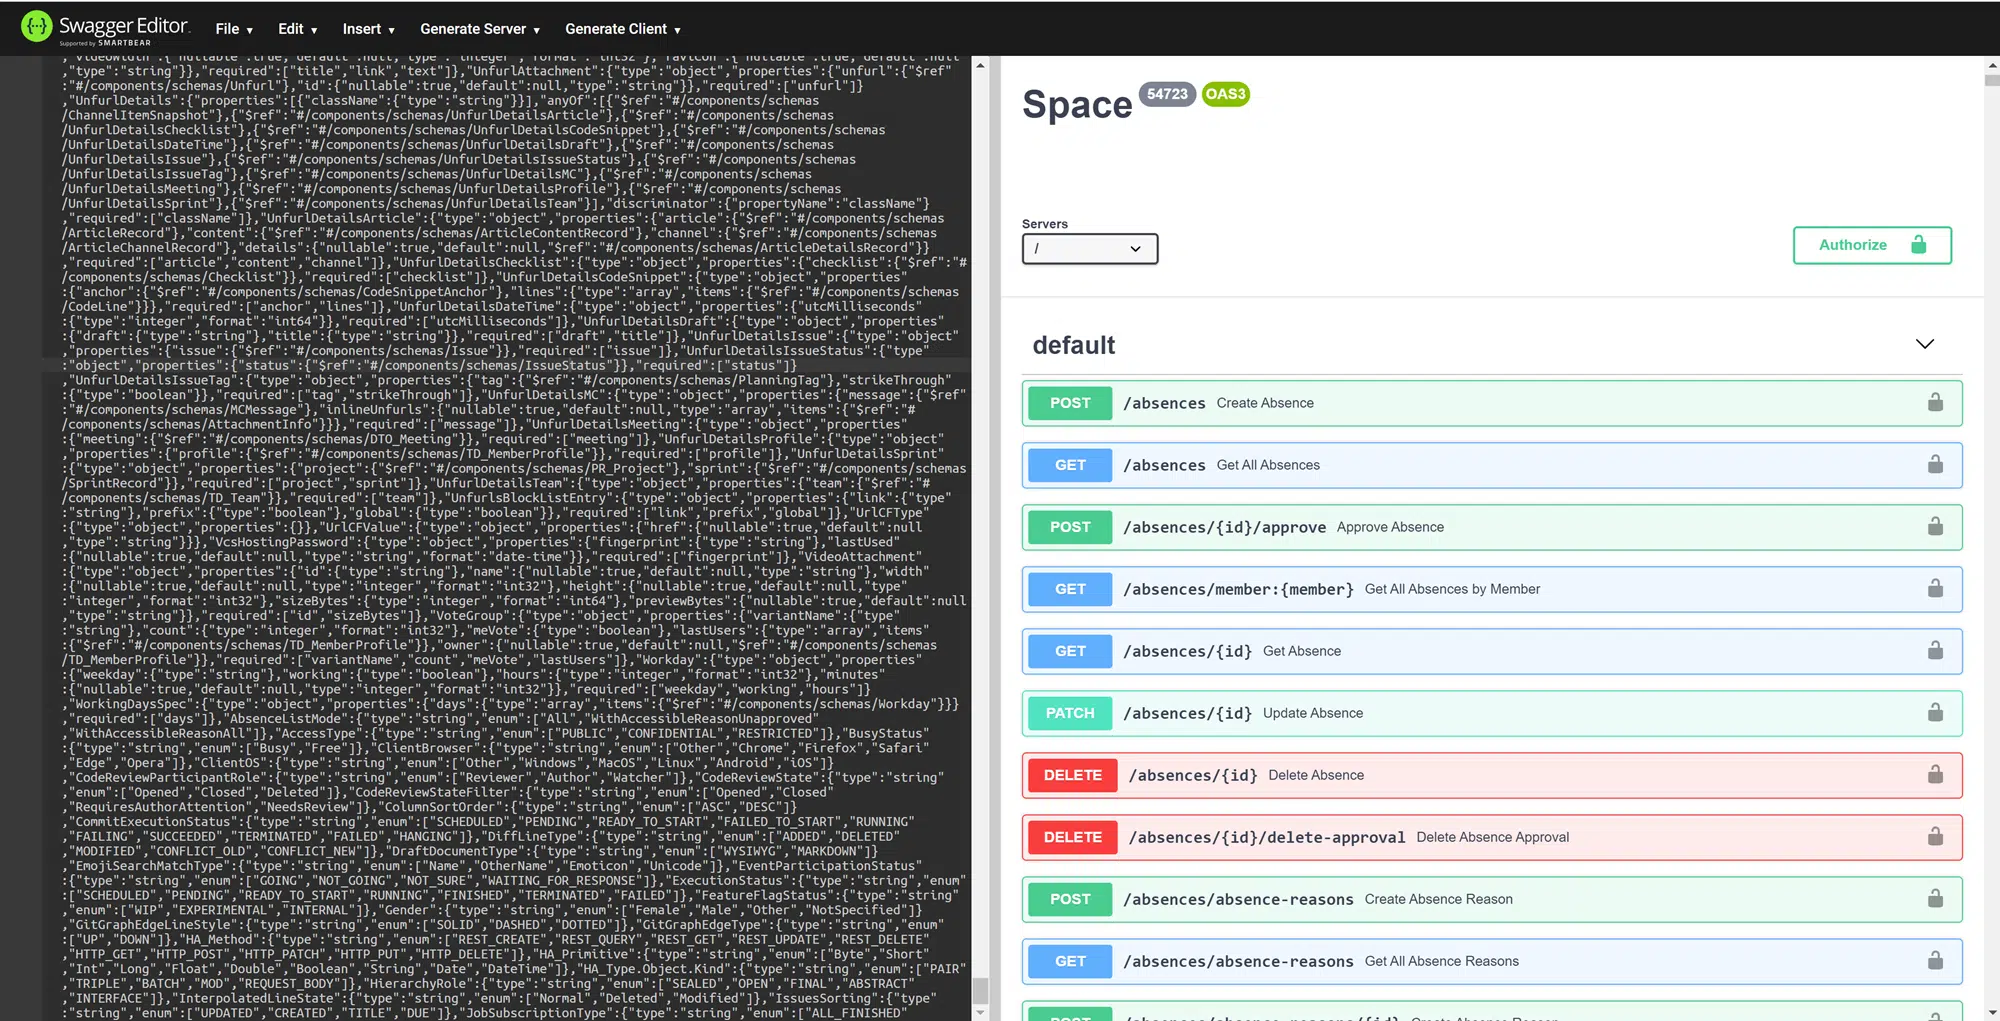 Swagger Editor.
Supported by SMARTBEAR
File
Edit
Insert
Generate Server
Generate Client
,"type":"string"}},"required":["title","link","text"]},"UnfurlAttachment":{"type":"object","properties":{"unfurl":{"$ref"
:"#/components/schemas/Unfurl"},"id":{"nullable":true,"default":null,"type":"string"}},"required":["unfurl"]}
,"UnfurlDetails":{"properties":[{"className":{"type":"string"}}],"anyOf":[{"$ref":"#/components/schemas
/ChannelItemSnapshot"},{"$ref":"#/components/schemas/UnfurlDetailsArticle"},{"$ref":"#/components/schemas
/UnfurlDetailsChecklist"},{"$ref":"#/components/schemas/UnfurlDetailsCodeSnippet"},{"$ref":"#/components/schemas
/UnfurlDetailsDateTime"},{"$ref":"#/components/schemas/UnfurlDetailsDraft"},{"$ref":"#/components/schemas
/UnfurlDetailsIssue"},{"$ref":"#/components/schemas/UnfurlDetailsIssueStatus"},{"$ref":"#/components/schemas
/UnfurlDetailsIssueTag"},{"$ref":"#/components/schemas/UnfurlDetailsMC"},{"$ref":"#/components/schemas
/UnfurlDetailsMeeting"},{"$ref":"#/components/schemas/UnfurlDetailsProfile"},{"$ref":"#/components/schemas
/UnfurlDetailsSprint"},{"$ref":"#/components/schemas/UnfurlDetailsTeam"}],"discriminator":{"propertyName":"className"}
,"required":["className"]},"UnfurlDetailsArticle":{"type":"object","properties":{"article":{"$ref":"#/components/schemas
/ArticleRecord"},"content":{"$ref":"#/components/schemas/ArticleContentRecord"},"channel":{"$ref":"#/components/schemas
/ArticleChannelRecord"},"details":{"nullable":true,"default":null,"$ref":"#/components/schemas/ArticleDetailsRecord"}}
,"required":["article","content","channel"]},"UnfurlDetailsChecklist":{"type":"object","properties":{"checklist":{"$ref":"#
/components/schemas/Checklist"}},"required":["checklist"]},"UnfurlDetailsCodeSnippet":{"type":"object","properties"
:{"anchor":{"$ref":"#/components/schemas/CodeSnippetAnchor"},"lines":{"type":"array","items":{"$ref":"#/components/schemas
/CodeLine"}}},"required":["anchor","lines"]},"UnfurlDetailsDateTime":{"type":"object","properties":{"utcMilliseconds"
:{"type":"integer","format":"int64"}},"required":["utcMilliseconds"]},"UnfurlDetailsDraft":{"type":"object","properties"
:{"draft":{"type":"string"},"title":{"type":"string"}},"required":["draft","title"]},"UnfurlDetailsIssue":{"type":"object"
,"properties":{"issue":{"$ref":"#/components/schemas/Issue"}},"required":["issue"]},"UnfurlDetailsIssueStatus":{"type"
:"object","properties":{"status":{"$ref":"#/components/schemas/IssueStatus"}},"required":["status"]}
,"UnfurlDetailsIssueTag":{"type":"object","properties":{"tag":{"$ref":"#/components/schemas/PlanningTag"},"strikeThrough"
:{"type":"boolean"}},"required":["tag","strikeThrough"]},"UnfurlDetailsMC":{"type":"object","properties":{"message":{"$ref"
:"#/components/schemas/MCMessage"},"inlineUnfurls":{"nullable":true,"default":null,"type":"array","items":{"$ref":"#
/components/schemas/AttachmentInfo"}}},"required":["message"]},"UnfurlDetailsMeeting":{"type":"object","properties"
:{"meeting":{"$ref":"#/components/schemas/DTO_Meeting"}},"required":["meeting"]},"UnfurlDetailsProfile":{"type":"object"
,"properties":{"profile":{"$ref":"#/components/schemas/TD_MemberProfile"}},"required":["profile"]},"UnfurlDetailsSprint"
:{"type":"object","properties":{"project":{"$ref":"#/components/schemas/PR_Project"},"sprint":{"$ref":"#/components/schemas
/SprintRecord"}},"required":["project","sprint"]},"UnfurlDetailsTeam":{"type":"object","properties":{"team":{"$ref":"#
/components/schemas/TD_Team"}},"required":["team"]},"UnfurlsBlockListEntry":{"type":"object","properties":{"link":{"type"
:"string"},"prefix":{"type":"boolean"},"global":{"type":"boolean"}},"required":["link","prefix","global"]},"UrlCFType"
:{"type":"object","properties":{}},"UrlCFValue":{"type":"object","properties":{"href":{"nullable":true,"default":null
,"type":"string"}}},"VcsHostingPassword":{"type":"object","properties":{"fingerprint":{"type":"string"},"lastUsed"
:{"nullable":true,"default":null,"type":"string","format":"date-time"}},"required":["fingerprint"]},"VideoAttachment"
:{"type":"object","properties":{"id":{"type":"string"},"name":{"nullable":true,"default":null,"type":"string"},"width"
:{"nullable":true,"default":null,"type":"integer","format":"int32"},"height":{"nullable":true,"default":null,"type"
:"integer","format":"int32"},"sizeBytes":{"type":"integer","format":"int64"},"previewBytes":{"nullable":true,"default":null
,"type":"string"}},"required":["id","sizeBytes"]},"VoteGroup":{"type":"object","properties":{"variantName":{"type"
:"string"},"count":{"type":"integer","format":"int32"},"meVote":{"type":"boolean"},"lastUsers":{"type":"array","items"
:{"$ref":"#/components/schemas/TD_MemberProfile"}},"owner":{"nullable":true,"default":null,"$ref":"#/components/schemas
/TD_MemberProfile"}},"required":["variantName","count","meVote","lastUsers"]},"Workday":{"type":"object","properties"
:{"weekday":{"type":"string"},"working":{"type":"boolean"},"hours":{"type":"integer","format":"int32"},"minutes"
:{"nullable":true,"default":null,"type":"integer","format":"int32"}},"required":["weekday","working","hours"]}
,"WorkingDaysSpec":{"type":"object","properties":{"days":{"type":"array","items":{"$ref":"#/components/schemas/Workday"}}}
,"required":["days"]},"AbsenceListMode":{"type":"string","enum":["All","WithAccessibleReasonUnapproved"
,"WithAccessibleReasonAll"]},"AccessType":{"type":"string","enum":["PUBLIC","CONFIDENTIAL","RESTRICTED"]},"BusyStatus"
:{"type":"string","enum":["Busy","Free"]},"ClientBrowser":{"type":"string","enum":["Other","Chrome","Firefox","Safari"
,"Edge","Opera"]},"ClientOS":{"type":"string","enum":["Other","Windows","MacOS","Linux","Android","iOS"]}
,"CodeReviewParticipantRole":{"type":"string","enum":["Reviewer","Author","Watcher"]},"CodeReviewState":{"type":"string"
,"enum":["Opened","Closed","Deleted"]},"CodeReviewStateFilter":{"type":"string","enum":["Opened","Closed"
,"RequiresAuthorAttention","NeedsReview"]},"ColumnSortOrder":{"type":"string","enum":["ASC","DESC"]}
,"CommitExecutionStatus":{"type":"string","enum":["SCHEDULED","PENDING","READY_TO_START","FAILED_TO_START","RUNNING"
,"FAILING","SUCCEEDED","TERMINATED","FAILED","HANGING"]},"DiffLineType":{"type":"string","enum":["ADDED","DELETED"
,"MODIFIED","CONFLICT_OLD","CONFLICT_NEW"]},"DraftDocumentType":{"type":"string","enum":["WYSIWYG","MARKDOWN"]}
,"EmojiSearchMatchType":{"type":"string","enum":["Name","OtherName","Emoticon","Unicode"]},"EventParticipationStatus"
:{"type":"string","enum":["GOING","NOT_GOING","NOT_SURE","WAITING_FOR_RESPONSE"]},"ExecutionStatus":{"type":"string","enum"
:["SCHEDULED","PENDING","READY_TO_START","RUNNING","FINISHED","TERMINATED","FAILED"]},"FeatureFlagStatus":{"type":"string"
,"enum":["WIP","EXPERIMENTAL","INTERNAL"]},"Gender":{"type":"string","enum":["Female","Male","Other","NotSpecified"]}
,"GitGraphEdgeLineStyle":{"type":"string","enum":["SOLID","DASHED","DOTTED"]},"GitGraphEdgeType":{"type":"string","enum"
:["UP","DOWN"]},"HA_Method":{"type":"string","enum":["REST_CREATE","REST_QUERY","REST_GET","REST_UPDATE","REST_DELETE"
,"HTTP_GET","HTTP_POST","HTTP_PATCH","HTTP_PUT","HTTP_DELETE"]},"HA_Primitive":{"type":"string","enum":["Byte","Short"
,"Int","Long","Float","Double","Boolean","String","Date","DateTime"]},"HA_Type.Object.Kind":{"type":"string","enum":["PAIR"
,"TRIPLE","BATCH","MOD","REQUEST_BODY"]},"HierarchyRole":{"type":"string","enum":["SEALED","OPEN","FINAL","ABSTRACT"
,"INTERFACE"]},"InterpolatedLineState":{"type":"string","enum":["Normal","Deleted","Modified"]},"IssuesSorting":{"type"
:"string","enum":["UPDATED","CREATED","TITLE","DUE"]},"JobSubscriptionType":{"type":"string","enum":["ALL_FINISHED"
Space 54723 OAS3
Servers
/
Authorize
default
POST /absences Create Absence
GET /absences Get All Absences
POST /absences/{id}/approve Approve Absence
GET /absences/member:{member} Get All Absences by Member
GET /absences/{id} Get Absence
PATCH /absences/{id} Update Absence
DELETE /absences/{id} Delete Absence
DELETE /absences/{id}/delete-approval Delete Absence Approval
POST /absences/absence-reasons Create Absence Reason
GET /absences/absence-reasons Get All Absence Reasons
POST